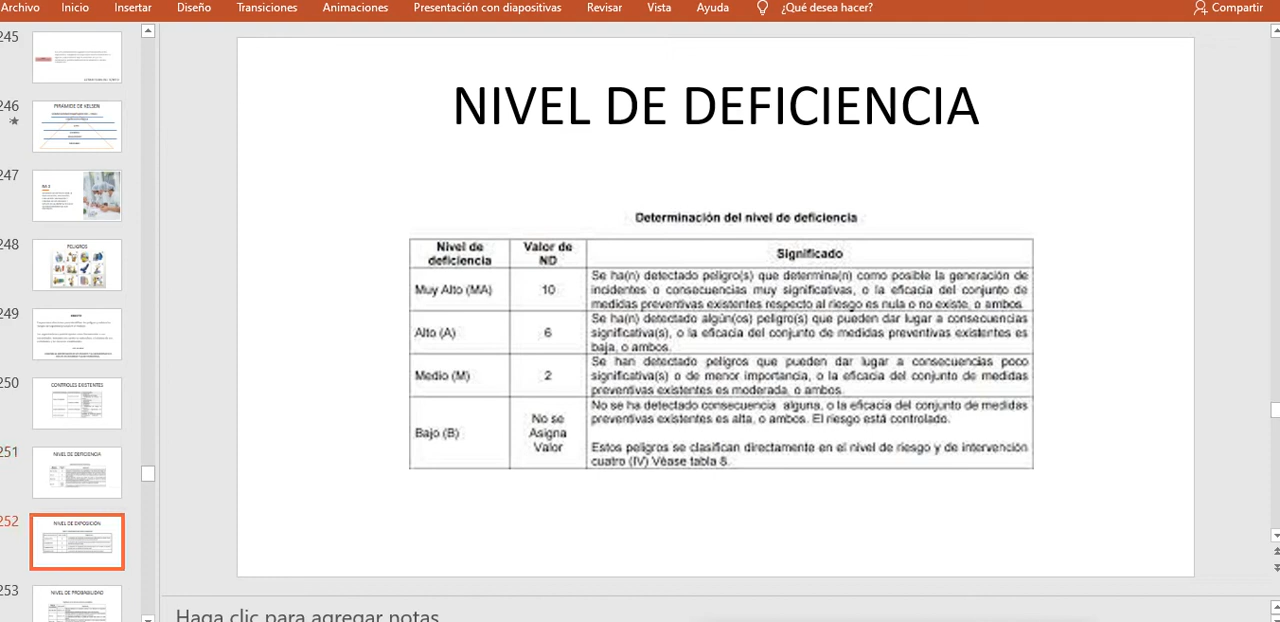 Archivo Inicio Insertar Diseño Transiciones Animaciones Presentación con diapositivas Revisar Vista Ayuda ¿Qué desea hacer? Compartir
245
246
PIRAMIDE DE KELSEN
247
248
PELIGROS
249
250
CONTROLES EXISTENTES
251
NIVEL DE DEFICIENCIA
252
NIVEL DE EXPOSICION
253
NIVEL DE PROBABILIDAD
NIVEL DE DEFICIENCIA
Determinación del nivel de deficiencia
Nivel de deficiencia Valor de ND Significado
Muy Alto (MA) 10 Se ha(n) detectado peligro(s) que determina(n) como posible la generación de
incidentes o consecuencias muy significativas, o la eficacia del conjunto de
medidas preventivas existentes respecto al riesgo es nula o no existe, o ambos.
Alto (A) 6 Se ha(n) detectado algún(os) peligro(s) que pueden dar lugar a consecuencias
significativa(s), o la eficacia del conjunto de medidas preventivas existentes es
baja, o ambos.
Medio (M) 2 Se han detectado peligros que pueden dar lugar a consecuencias poco
significativa(s) o de menor importancia, o la eficacia del conjunto de medidas
preventivas existentes es moderada, o ambos.
Bajo (B) No se Asigna Valor No se ha detectado consecuencia alguna, o la eficacia del conjunto de medidas
preventivas existentes es alta, o ambos. El riesgo está controlado.
Estos peligros se clasifican directamente en el nivel de riesgo y de intervención
cuatro (IV) Véase tabla 8.
Haga clic para agregar notas